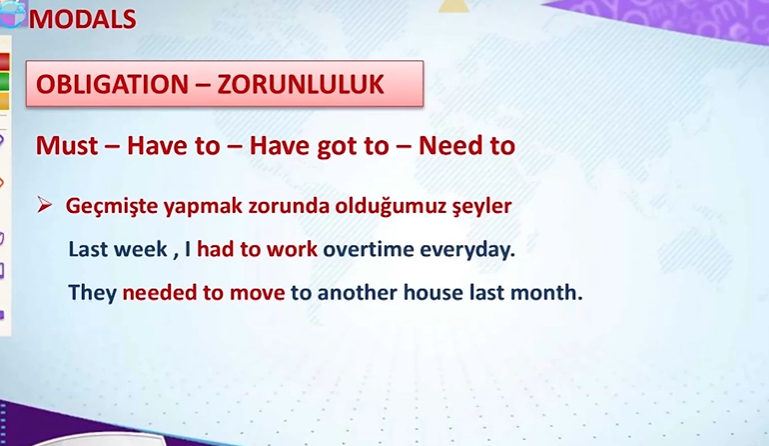 MODALS
OBLIGATION – ZORUNLULUK
Must – Have to – Have got to – Need to
➢ Geçmişte yapmak zorunda olduğumuz şeyler
Last week , I had to work overtime everyday.
They needed to move to another house last month.